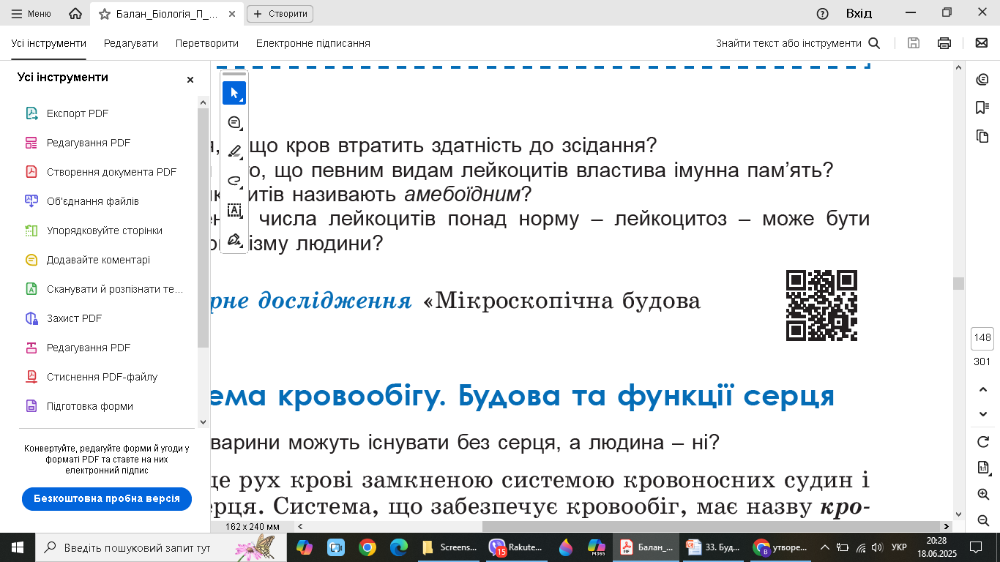 Меню
Балан_Біологія_П_...
Створити
Вхід
Усі інструменти
Редагувати
Перетворити
Електронне підписання
Знайти текст або інструменти
Усі інструменти
Експорт PDF
Редагування PDF
Створення документа PDF
Об'єднання файлів
Упорядковуйте сторінки
Додавайте коментарі
Сканувати й розпізнати те...
Захист PDF
Редагування PDF
Стиснення PDF-файлу
Підготовка форми
Конвертуйте, редагуйте форми й угоди у
форматі PDF та ставте на них
електронний підпис
Безкоштовна пробна версія
що кров втратить здатність до зсідання?
о, що певним видам лейкоцитів властива імунна пам’ять?
итів називають амебоїдним?
числа лейкоцитів понад норму – лейкоцитоз – може бути
ізму людини?
рне дослідження «Мікроскопічна будова
ема кровообігу. Будова та функції серця
варини можуть існувати без серця, а людина – ні?
це рух крові замкненою системою кровоносних судин і
ерця. Система, що забезпечує кровообіг, має назву кро-
162 x 240 мм
148
301
1:1
Введіть пошуковий запит тут
Screens...
15
Rakute...
M365
Балан_...
33. Буд...
утворе...
УКР
20:28
18.06.2025